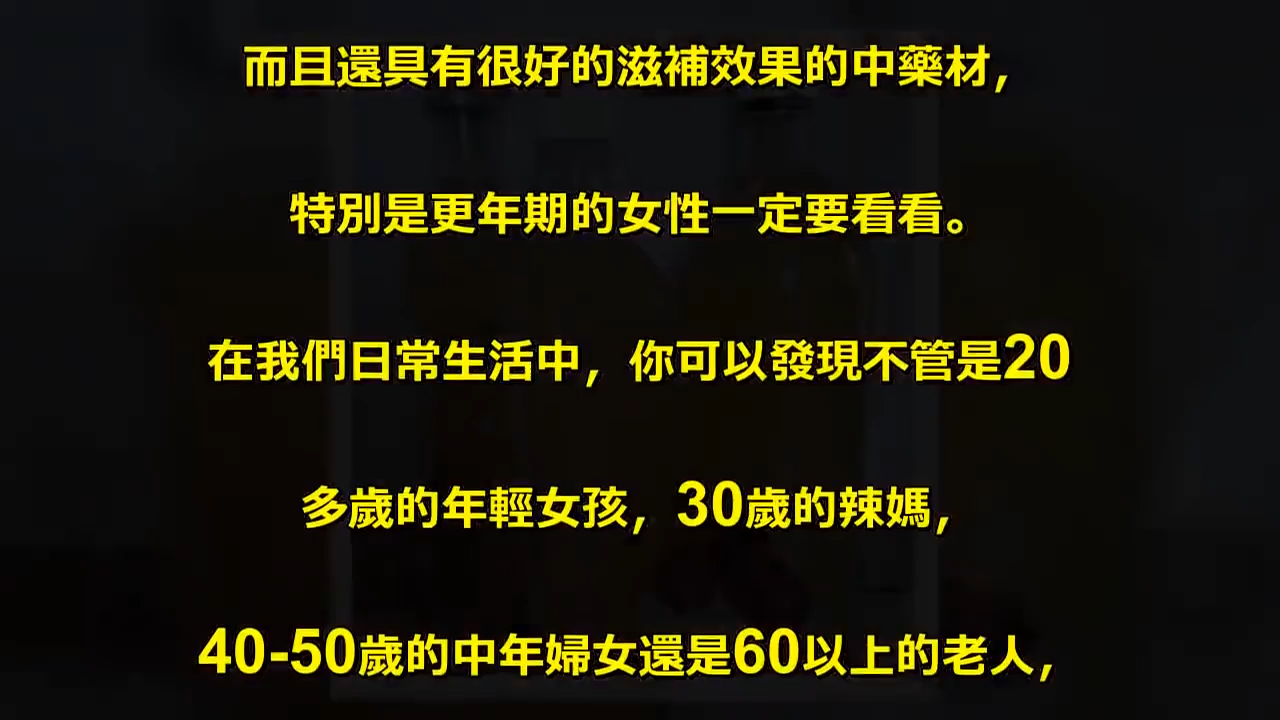 而且還具有很好的滋補效果的中藥材，
特別是更年期的女性一定要看看。
在我們日常生活中，你可以發現不管是20
多歲的年輕女孩，30歲的辣媽，
40-50歲的中年婦女還是60以上的老人，